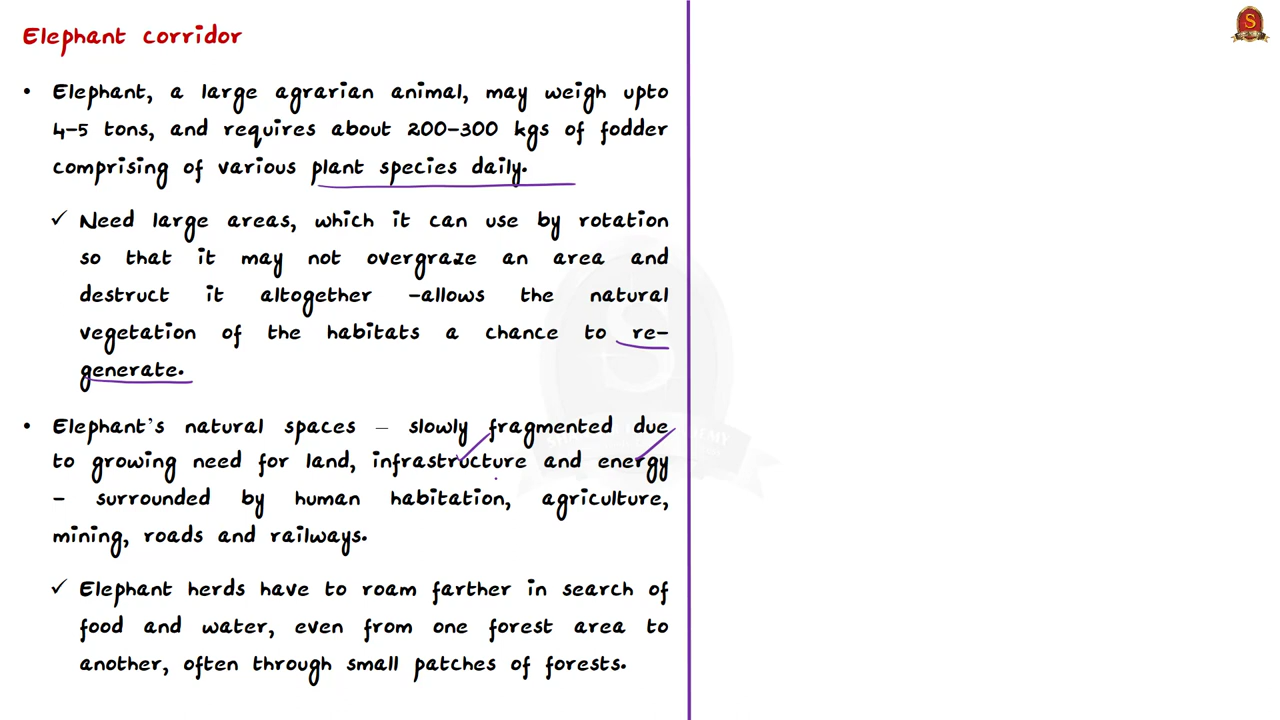 Elephant corridor
• Elephant, a large agrarian animal, may weigh upto
4-5 tons, and requires about 200-300 kgs of fodder
comprising of various plant species daily.
✓ Need large areas, which it can use by rotation
so that it may not overgraze an area and
destruct it altogether -allows the natural
vegetation of the habitats a chance to re-
generate.
• Elephant's natural spaces – slowly fragmented due
to growing need for land, infrastructure and energy
- surrounded by human habitation, agriculture,
mining, roads and railways.
✓ Elephant herds have to roam farther in search of
food and water, even from one forest area to
another, often through small patches of forests.
S